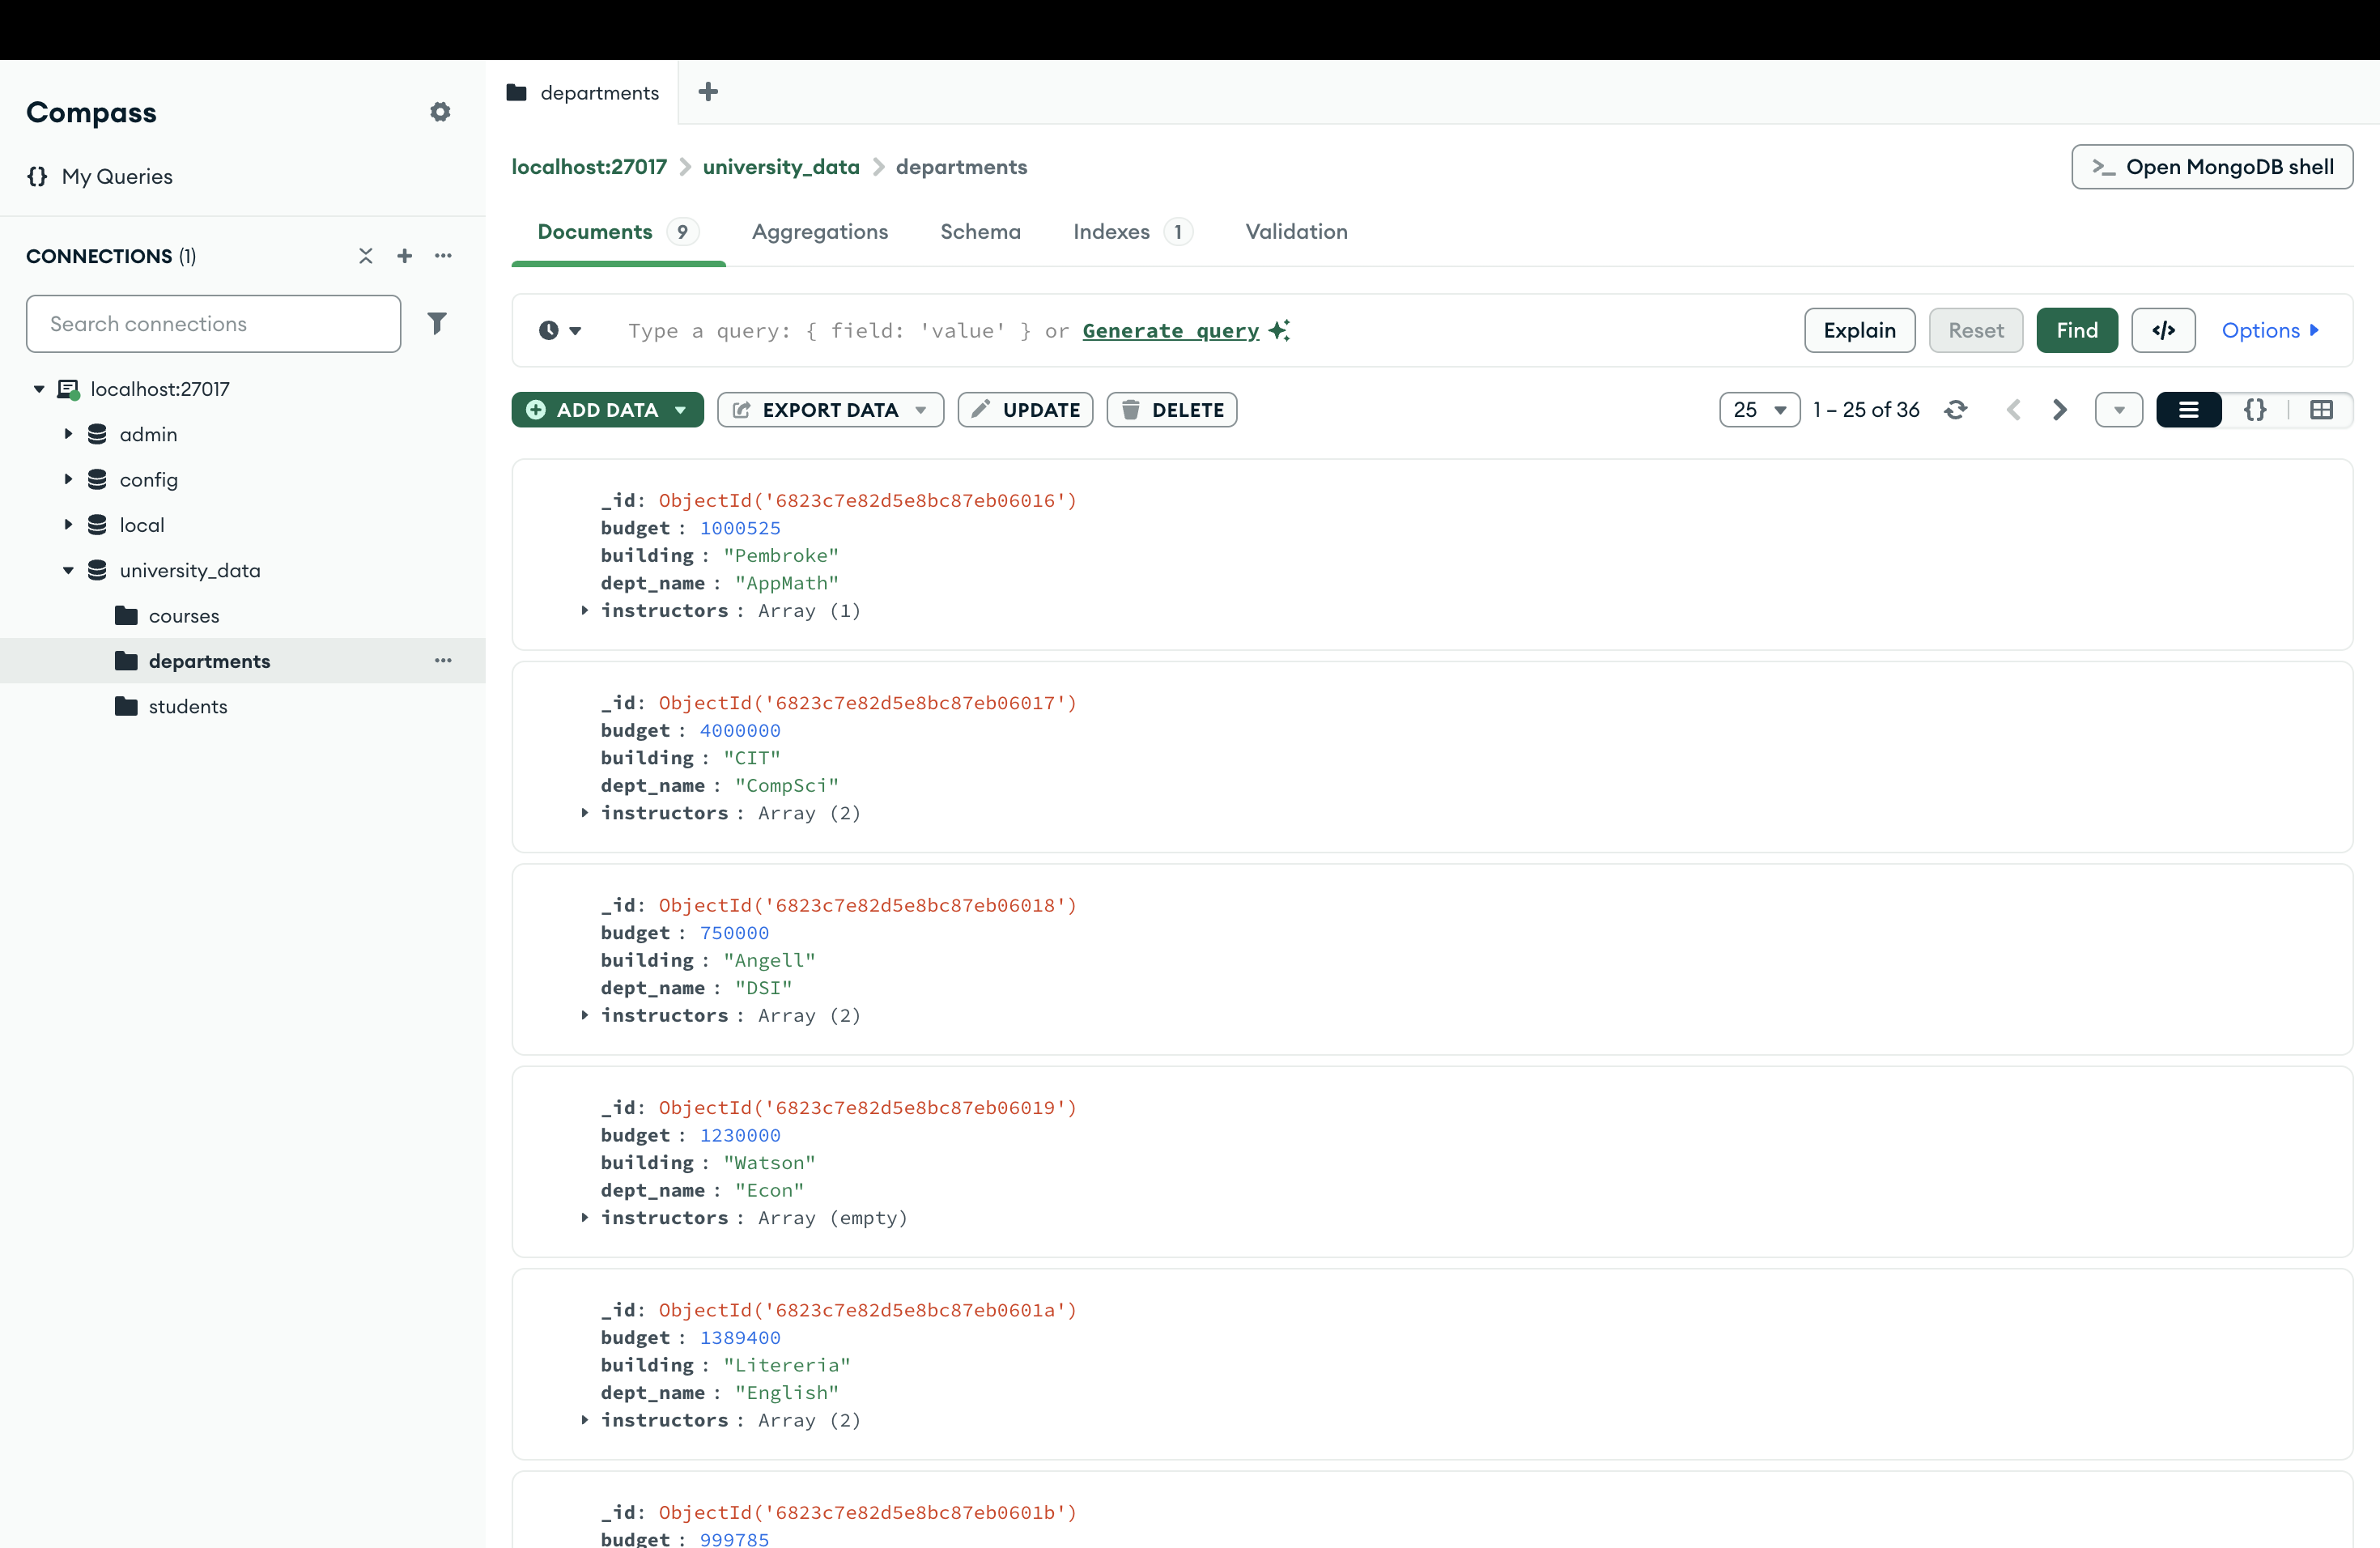 Compass
{} My Queries
CONNECTIONS (1)
Search connections
localhost:27017
admin
config
local
university_data
courses
departments
students
departments
localhost:27017 > university_data > departments
>_ Open MongoDB shell
Documents 9 Aggregations Schema Indexes 1 Validation
Type a query: { field: 'value' } or Generate query
Explain Reset Find </> Options
ADD DATA EXPORT DATA UPDATE DELETE 25 1 – 25 of 36 {}
_id: ObjectId('6823c7e82d5e8bc87eb06016')
budget : 1000525
building : "Pembroke"
dept_name : "AppMath"
instructors : Array (1)
_id: ObjectId('6823c7e82d5e8bc87eb06017')
budget : 4000000
building : "CIT"
dept_name : "CompSci"
instructors : Array (2)
_id: ObjectId('6823c7e82d5e8bc87eb06018')
budget : 750000
building : "Angell"
dept_name : "DSI"
instructors : Array (2)
_id: ObjectId('6823c7e82d5e8bc87eb06019')
budget : 1230000
building : "Watson"
dept_name : "Econ"
instructors : Array (empty)
_id: ObjectId('6823c7e82d5e8bc87eb0601a')
budget : 1389400
building : "Litereria"
dept_name : "English"
instructors : Array (2)
_id: ObjectId('6823c7e82d5e8bc87eb0601b')
budget : 999785